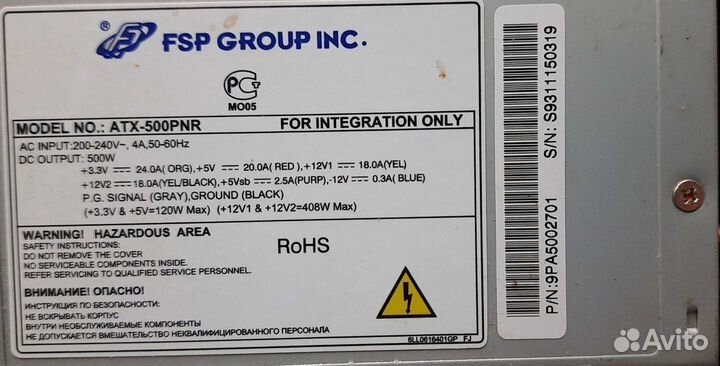 FSP GROUP INC.
PG
MO05
MODEL NO.: ATX-500PNR FOR INTEGRATION ONLY
AC INPUT:200-240V~, 4A,50-60Hz
DC OUTPUT: 500W
+3.3V ⎓ 24.0A( ORG),+5V ⎓ 20.0A( RED ),+12V1 ⎓ 18.0A(YEL)
+12V2 ⎓ 18.0A(YEL/BLACK),+5Vsb ⎓ 2.5A(PURP),-12V ⎓ 0.3A( BLUE)
P.G. SIGNAL (GRAY),GROUND (BLACK)
(+3.3V & +5V=120W Max) (+12V1 & +12V2=408W Max)
WARNING! HAZARDOUS AREA
SAFETY INSTRUCTIONS:
DO NOT REMOVE THE COVER
NO SERVICEABLE COMPONENTS INSIDE.
REFER SERVICING TO QUALIFIED SERVICE PERSONNEL.
RoHS
ВНИМАНИЕ! ОПАСНО!
ИНСТРУКЦИЯ ПО БЕЗОПАСНОСТИ:
НЕ ВСКРЫВАТЬ КОРПУС
ВНУТРИ НЕОБСЛУЖИВАЕМЫЕ КОМПОНЕНТЫ
НЕ ДОПУСКАЕТСЯ ВМЕШАТЕЛЬСТВО НЕКВАЛИФИЦИРОВАННОГО ПЕРСОНАЛА
6LL0616401GP FJ
S/N: S9311150319
P/N:9PA5002701
Avito